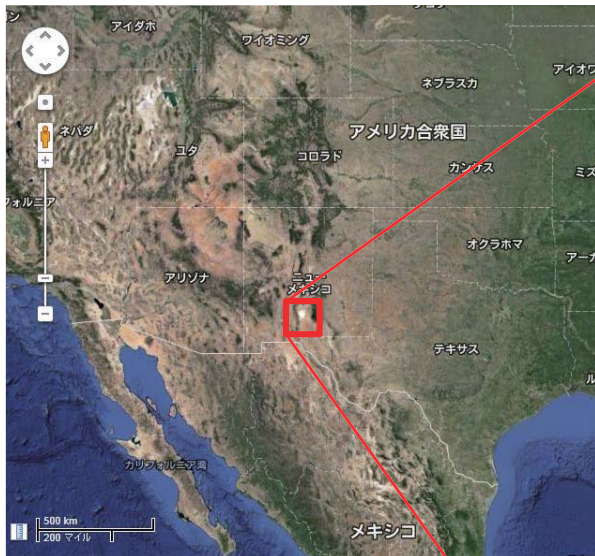 アイダホ
ワイオミング
ネブラスカ
アイオワ
ネバダ
ユタ
コロラド
アメリカ合衆国
カンザス
ミズ
フォルニア
オクラホマ
アーカ
アリゾナ
ニュー
メキシコ
テキサス
ル
カリフォルニア湾
メキシコ
500 km
200 マイル